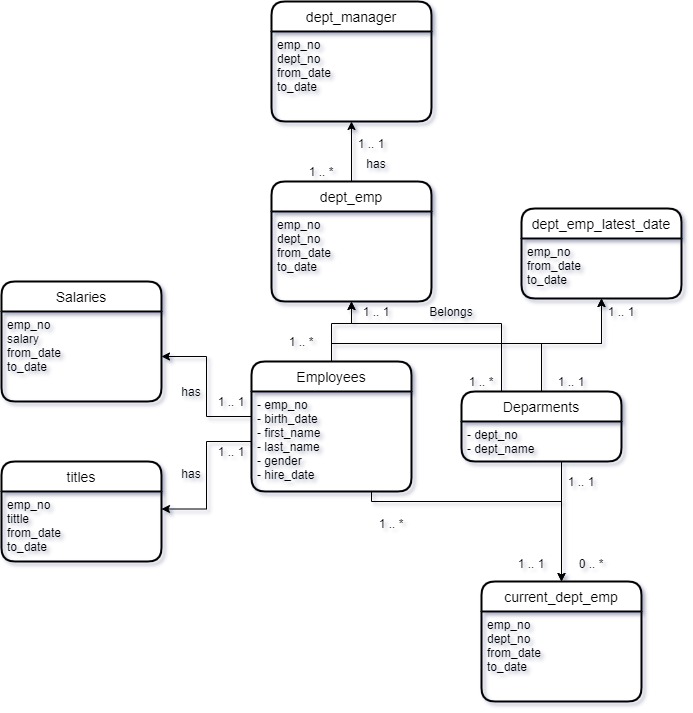 dept_manager
emp_no
dept_no
from_date
to_date
1 .. 1
has
1 .. *
dept_emp
emp_no
dept_no
from_date
to_date
dept_emp_latest_date
emp_no
from_date
to_date
Salaries
emp_no
salary
from_date
to_date
1 .. 1
Belongs
1 .. 1
1 .. *
Employees
- emp_no
- birth_date
- first_name
- last_name
- gender
- hire_date
1 .. *
1 .. 1
Deparments
- dept_no
- dept_name
has
1 .. 1
1 .. 1
has
titles
emp_no
tittle
from_date
to_date
1 .. 1
1 .. *
1 .. 1
0 .. *
current_dept_emp
emp_no
dept_no
from_date
to_date